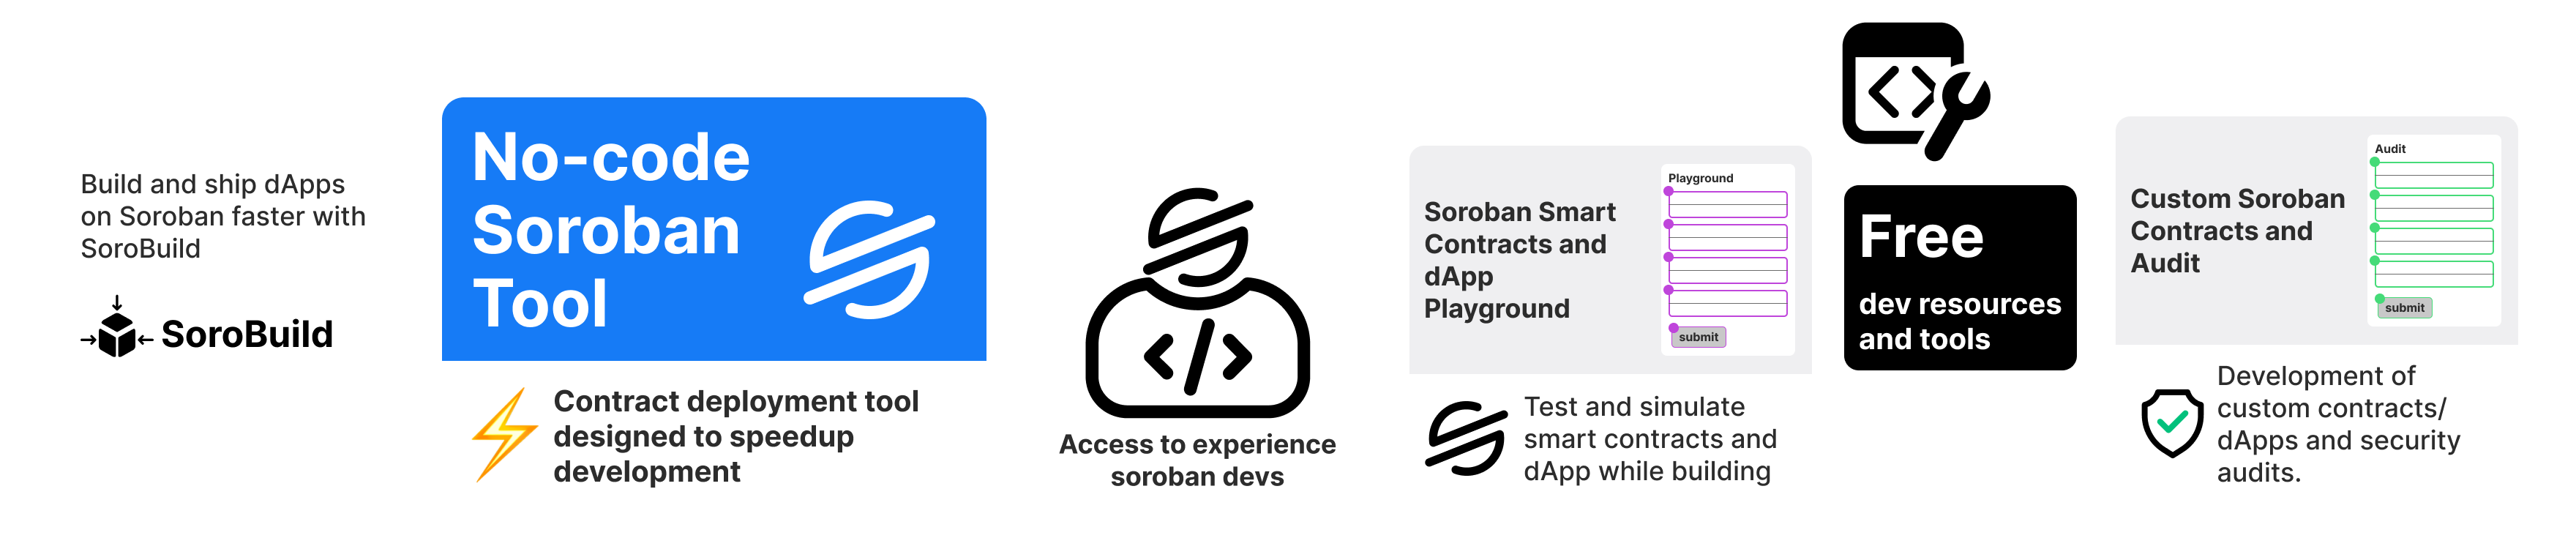 Build and ship dApps
on Soroban faster with
SoroBuild
SoroBuild
No-code
Soroban
Tool
Contract deployment tool
designed to speedup
development
</>
Access to experience
soroban devs
Soroban Smart
Contracts and
dApp
Playground
Playground
submit
Test and simulate
smart contracts and
dApp while building
<>
Free
dev resources
and tools
Custom Soroban
Contracts and
Audit
Audit
submit
Development of
custom contracts/
dApps and security
audits.